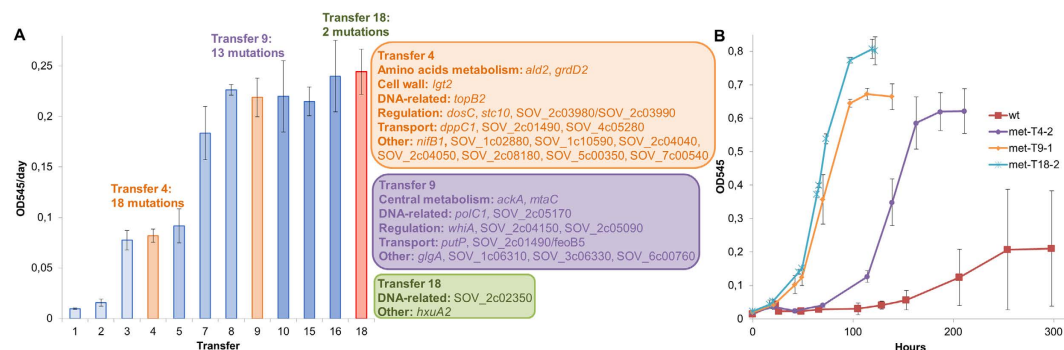 A
Transfer 9:
13 mutations
Transfer 18:
2 mutations
Transfer 4:
18 mutations
OD545/day
0,25
0,2
0,15
0,1
0,05
0
1 2 3 4 5 7 8 9 10 15 16 18
Transfer
Transfer 4
Amino acids metabolism: ald2, grdD2
Cell wall: lgt2
DNA-related: topB2
Regulation: dosC, stc10, SOV_2c03980/SOV_2c03990
Transport: dppC1, SOV_2c01490, SOV_4c05280
Other: nifB1, SOV_1c02880, SOV_1c10590, SOV_2c04040,
SOV_2c04050, SOV_2c08180, SOV_5c00350, SOV_7c00540
Transfer 9
Central metabolism: ackA, mtaC
DNA-related: polC1, SOV_2c05170
Regulation: whiA, SOV_2c04150, SOV_2c05090
Transport: putP, SOV_2c01490/feoB5
Other: glgA, SOV_1c06310, SOV_3c06330, SOV_6c00760
Transfer 18
DNA-related: SOV_2c02350
Other: hxuA2
B
OD545
0,8
0,7
0,6
0,5
0,4
0,3
0,2
0,1
0
0 100 200 300
Hours
wt
met-T4-2
met-T9-1
met-T18-2